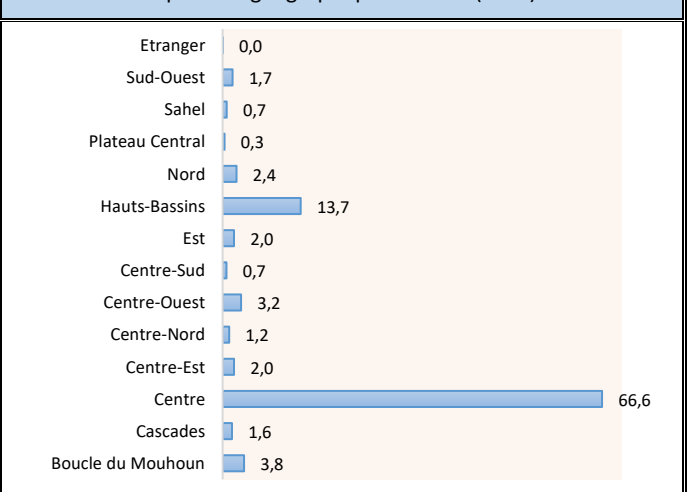 Etranger 0,0
Sud-Ouest 1,7
Sahel 0,7
Plateau Central 0,3
Nord 2,4
Hauts-Bassins 13,7
Est 2,0
Centre-Sud 0,7
Centre-Ouest 3,2
Centre-Nord 1,2
Centre-Est 2,0
Centre 66,6
Cascades 1,6
Boucle du Mouhoun 3,8